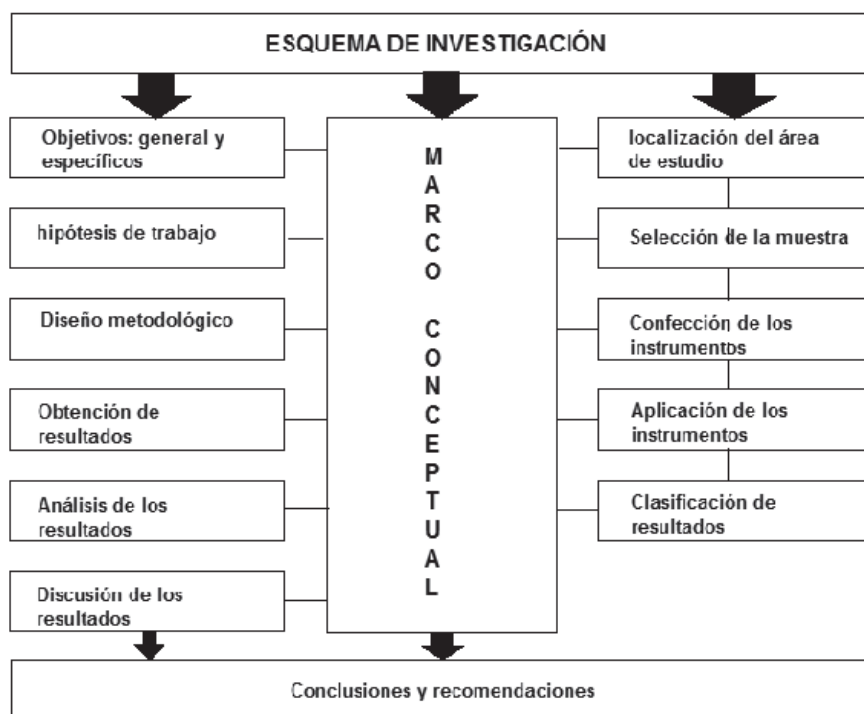 ESQUEMA DE INVESTIGACIÓN
Objetivos: general y
específicos
hipótesis de trabajo
Diseño metodológico
Obtención de
resultados
Análisis de los
resultados
Discusión de los
resultados
MARCO CONCEPTUAL
localización del área
de estudio
Selección de la muestra
Confección de los
instrumentos
Aplicación de los
instrumentos
Clasificación de
resultados
Conclusiones y recomendaciones